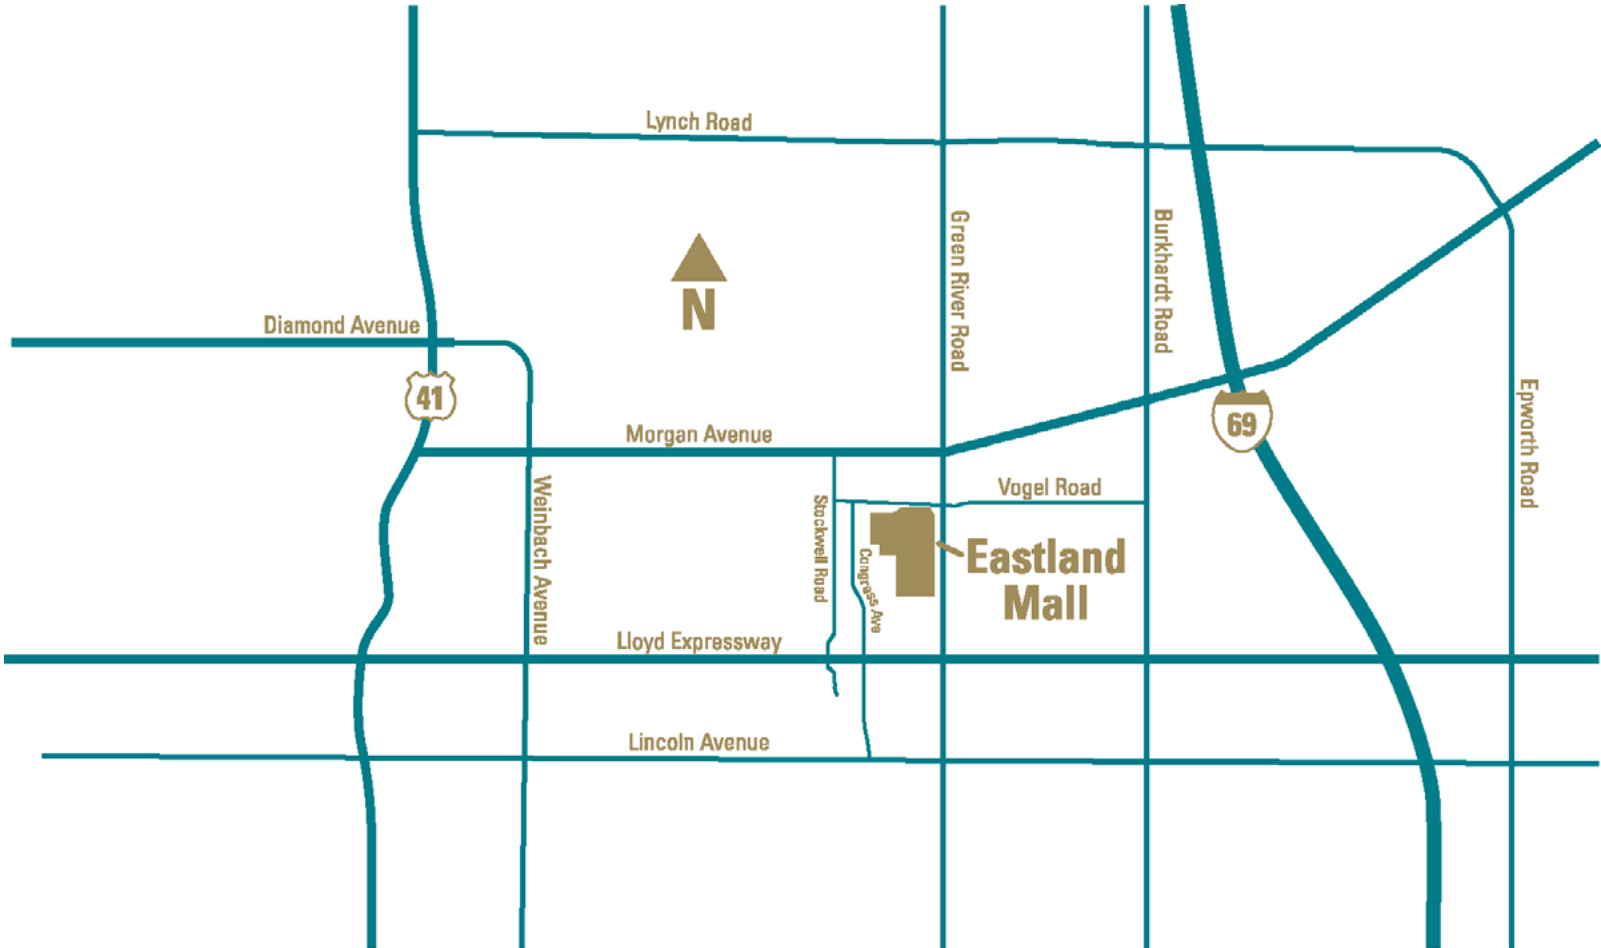 Lynch Road
Green River Road
Burkhardt Road
N
Diamond Avenue
41
69
Epworth Road
Morgan Avenue
Weinbach Avenue
Vogel Road
Stockwell Road
Congress Ave
Eastland
Mall
Lloyd Expressway
Lincoln Avenue